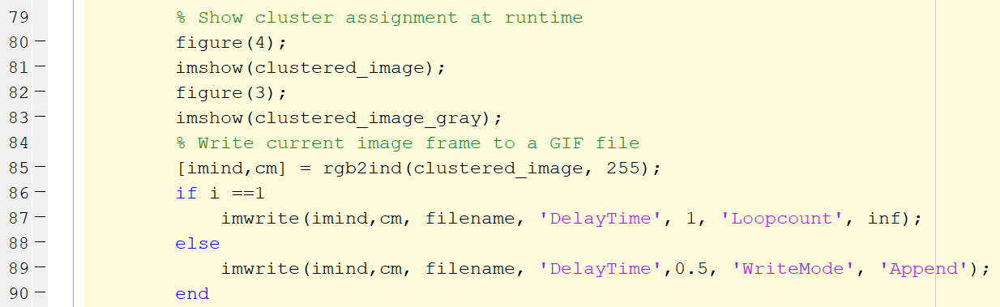 79 % Show cluster assignment at runtime
80 – figure(4);
81 – imshow(clustered_image);
82 – figure(3);
83 – imshow(clustered_image_gray);
84 % Write current image frame to a GIF file
85 – [imind,cm] = rgb2ind(clustered_image, 255);
86 – if i ==1
87 – imwrite(imind,cm, filename, 'DelayTime', 1, 'Loopcount', inf);
88 – else
89 – imwrite(imind,cm, filename, 'DelayTime',0.5, 'WriteMode', 'Append');
90 – end